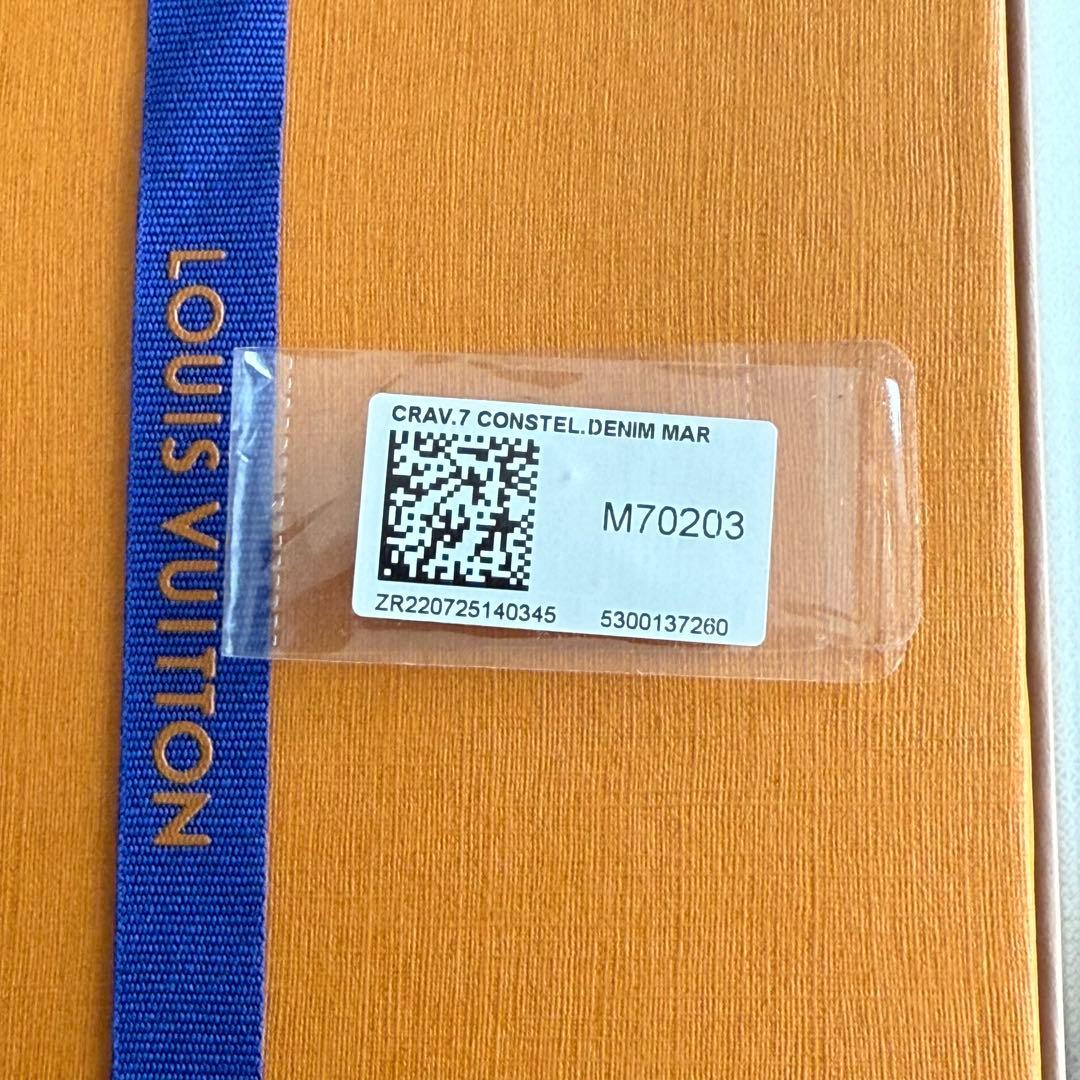 LOUIS VUITTON
CRAV.7 CONSTEL.DENIM MAR
M70203
ZR220725140345 5300137260